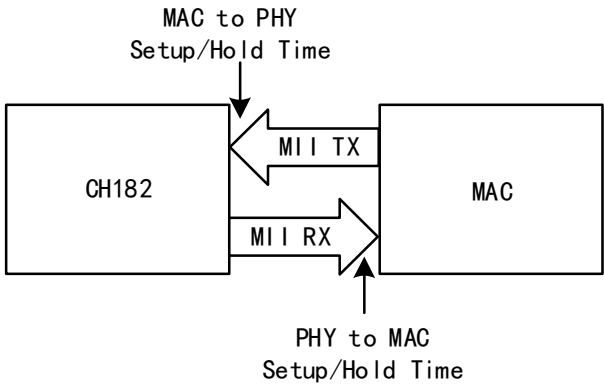 MAC to PHY
Setup/Hold Time
MII TX
CH182
MAC
MII RX
PHY to MAC
Setup/Hold Time